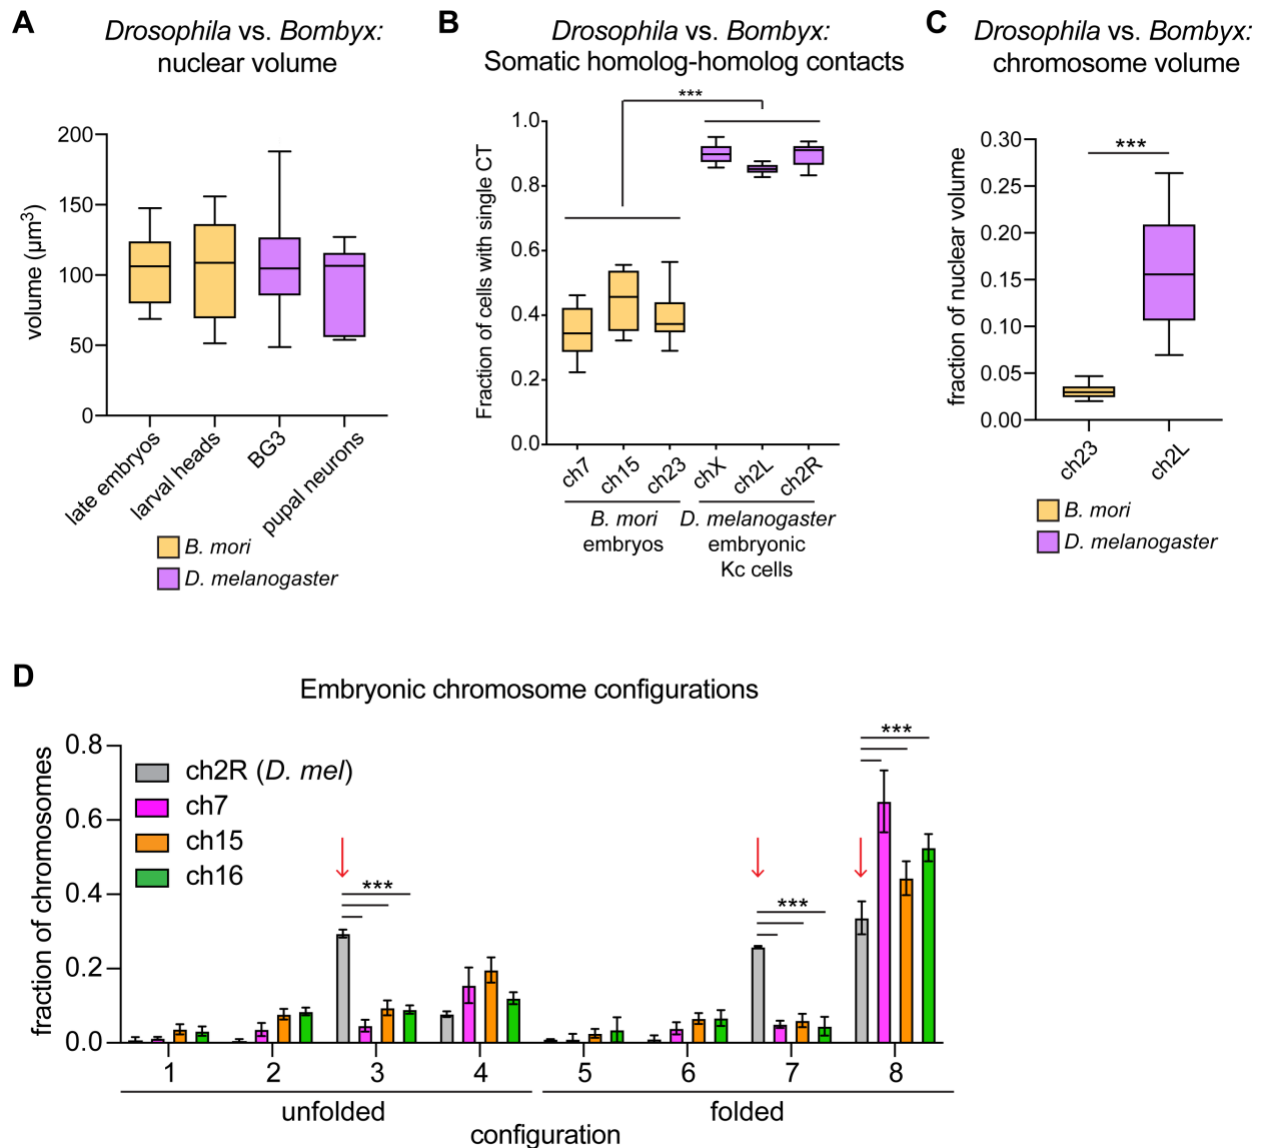 A
Drosophila vs. Bombyx:
nuclear volume
volume (µm³)
200
150
100
50
0
late embryos
larval heads
BG3
pupal neurons
B. mori
D. melanogaster
B
Drosophila vs. Bombyx:
Somatic homolog-homolog contacts
Fraction of cells with single CT
***
1.0
0.8
0.6
0.4
0.2
0.0
ch7
ch15
ch23
chX
ch2L
ch2R
B. mori
embryos
D. melanogaster
embryonic
Kc cells
C
Drosophila vs. Bombyx:
chromosome volume
fraction of nuclear volume
***
0.30
0.25
0.20
0.15
0.10
0.05
0.00
ch23
ch2L
B. mori
D. melanogaster
D
Embryonic chromosome configurations
fraction of chromosomes
0.8
0.6
0.4
0.2
0.0
ch2R (D. mel)
ch7
ch15
ch16
***
***
***
1
2
3
4
5
6
7
8
unfolded
folded
configuration